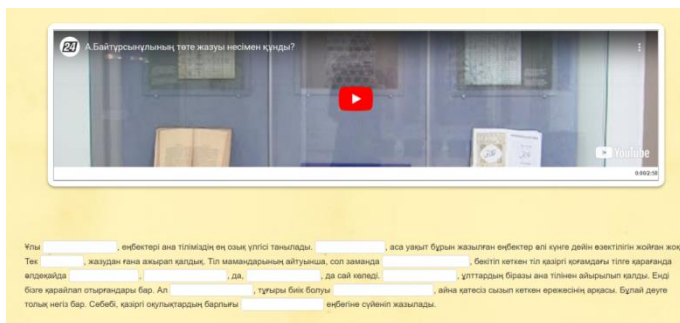 24 А.Байтұрсынұлының төте жазуы несімен құнды?
YouTube
0:00/2:58
Ұлы , еңбектері ана тіліміздің ең озық үлгісі танылады. , аса уақыт бұрын жазылған еңбектер әлі күнге дейін өзектілігін жойған жоқ
Тек , жазудан ғана ажырап қалдық. Тіл мамандарының айтуынша, сол заманда , бекітіп кеткен тіл қазіргі қоғамдағы тілге қарағанда
әлдеқайда , , да, , да сай келеді. , ұлттардың біразы ана тілінен айырылып қалды. Енді
бізге қарайлап отырғандары бар. Ал , тұғыры биік болуы , айна қатесіз сызып кеткен ережесінің арқасы. Бұлай деуге
толық негіз бар. Себебі, қазіргі оқулықтардың барлығы еңбегіне сүйеніп жазылады.